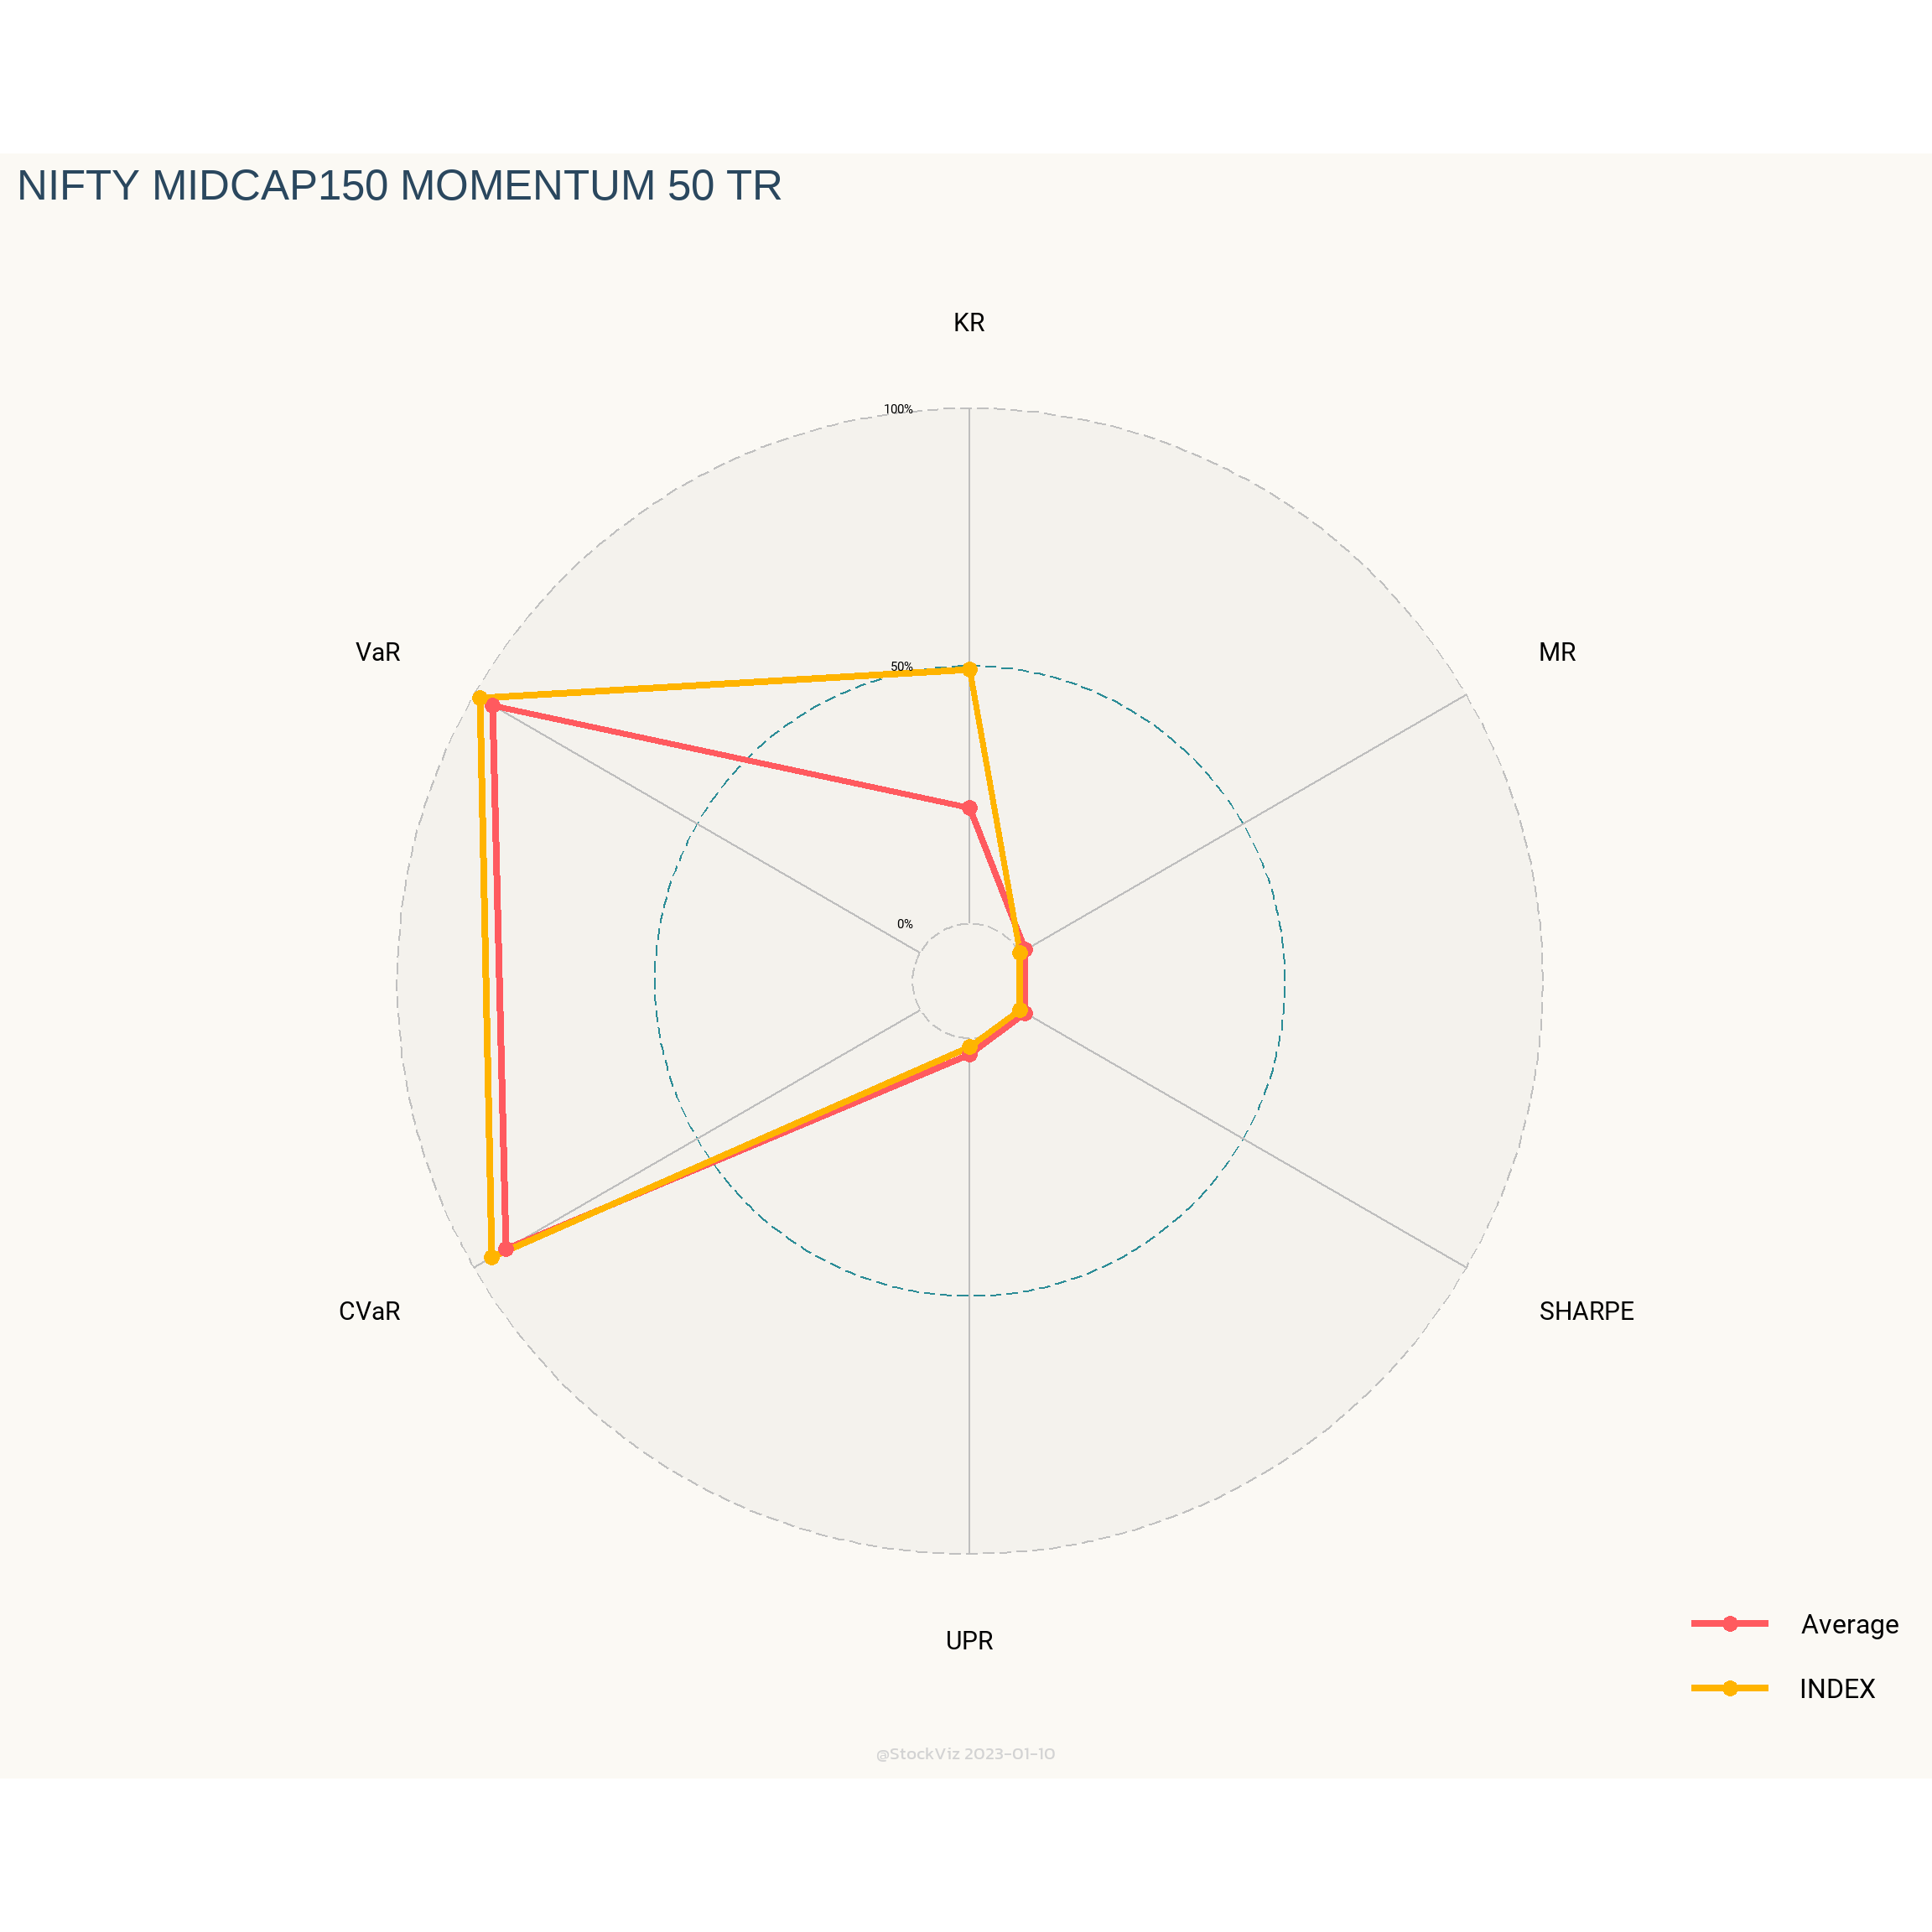 NIFTY MIDCAP150 MOMENTUM 50 TR
KR
100%
VaR
MR
50%
0%
CVaR
SHARPE
UPR
Average
INDEX
@StockViz 2023-01-10